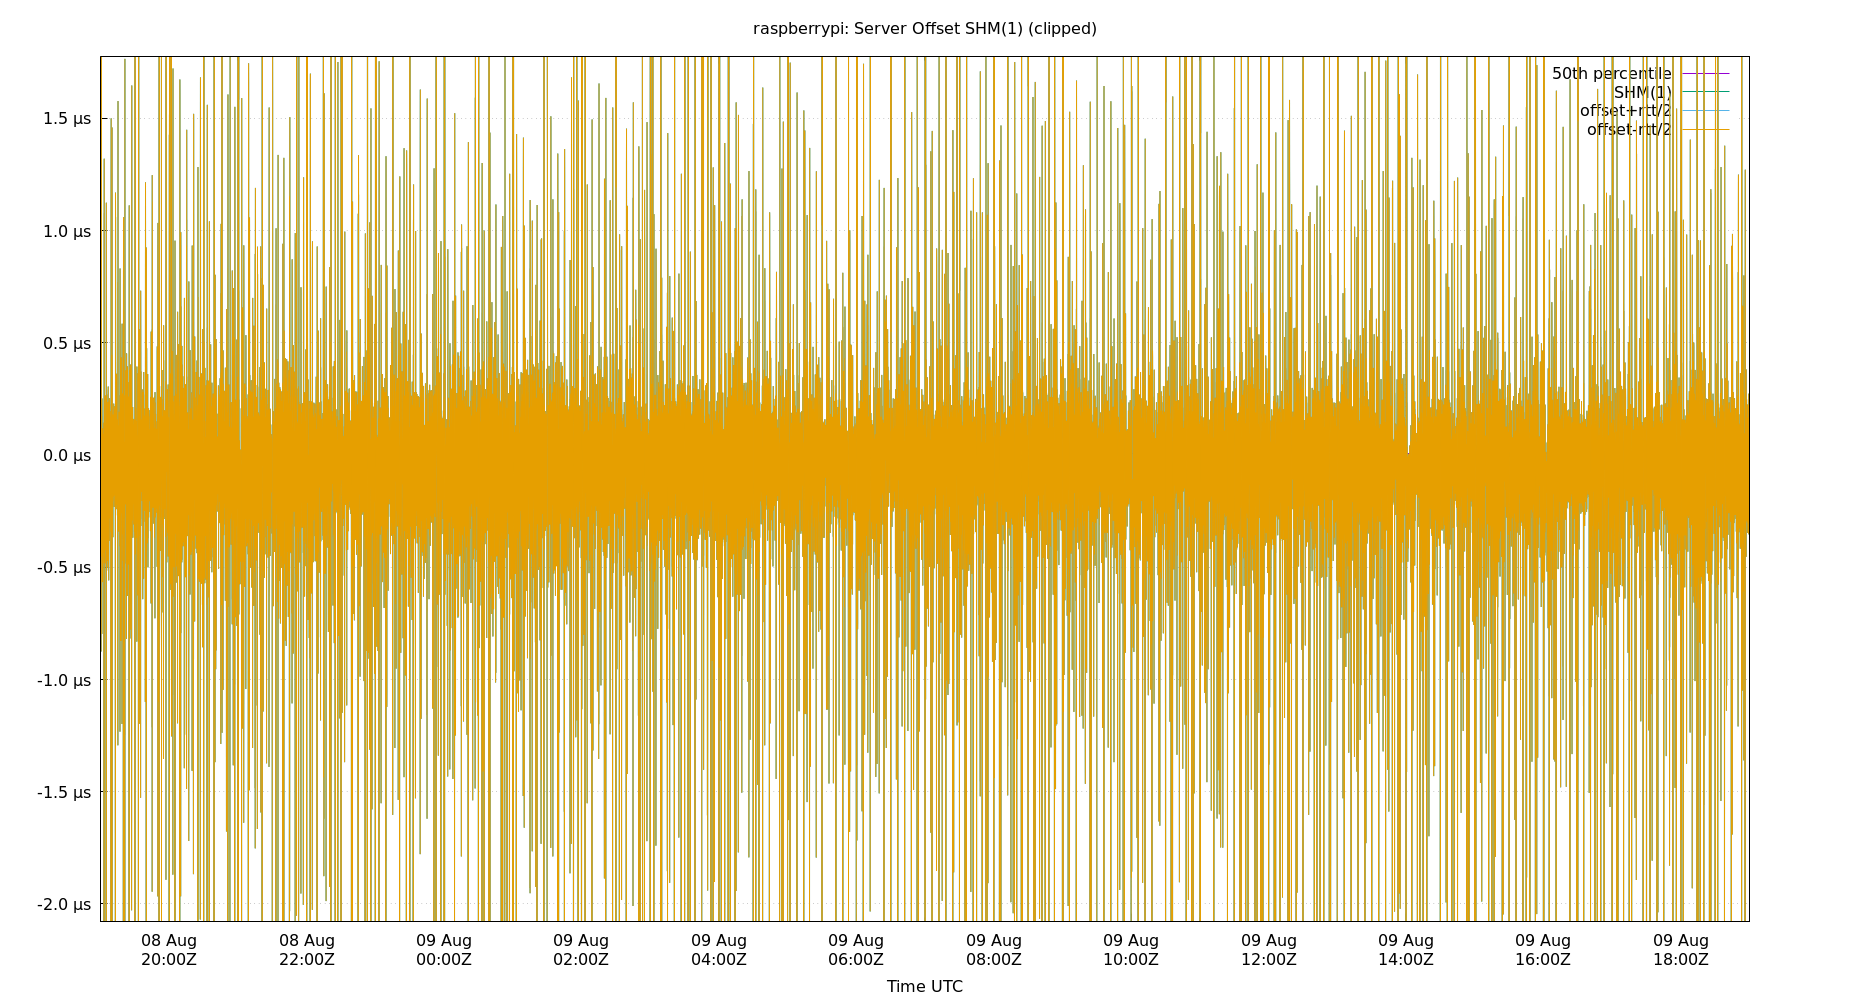 raspberrypi: Server Offset SHM(1) (clipped)
50th percentile
SHM(1)
offset+rtt/2
offset-rtt/2
1.5 µs
1.0 µs
0.5 µs
0.0 µs
-0.5 µs
-1.0 µs
-1.5 µs
-2.0 µs
08 Aug 08 Aug 09 Aug 09 Aug 09 Aug 09 Aug 09 Aug 09 Aug 09 Aug 09 Aug 09 Aug 09 Aug
20:00Z 22:00Z 00:00Z 02:00Z 04:00Z 06:00Z 08:00Z 10:00Z 12:00Z 14:00Z 16:00Z 18:00Z
Time UTC